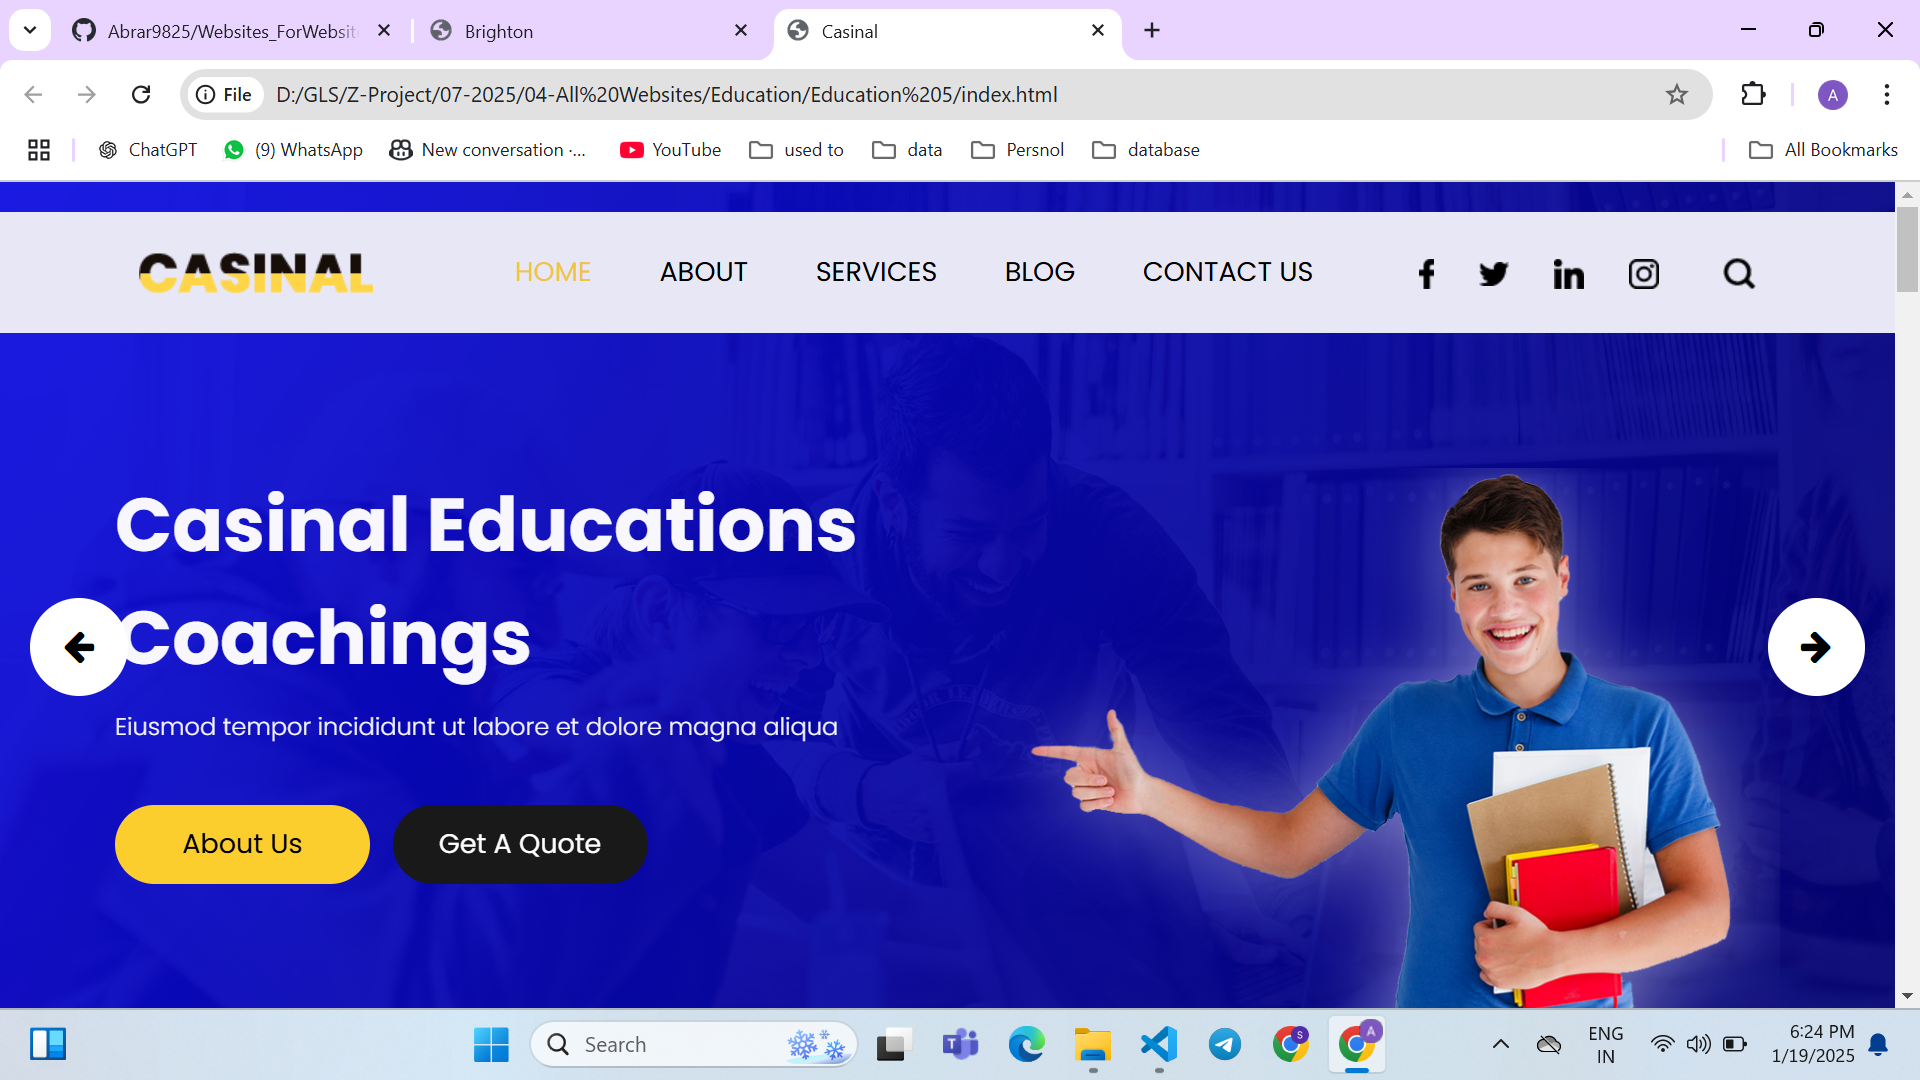 Abrar9825/Websites_ForWebsit
Brighton
Casinal
File
D:/GLS/Z-Project/07-2025/04-All%20Websites/Education/Education%205/index.html
A
ChatGPT
(9) WhatsApp
New conversation ·...
YouTube
used to
data
Persnol
database
All Bookmarks
CASINAL
HOME
ABOUT
SERVICES
BLOG
CONTACT US
Casinal Educations
Coachings
Eiusmod tempor incididunt ut labore et dolore magna aliqua
About Us
Get A Quote
Search
S
A
ENG
IN
6:24 PM
1/19/2025